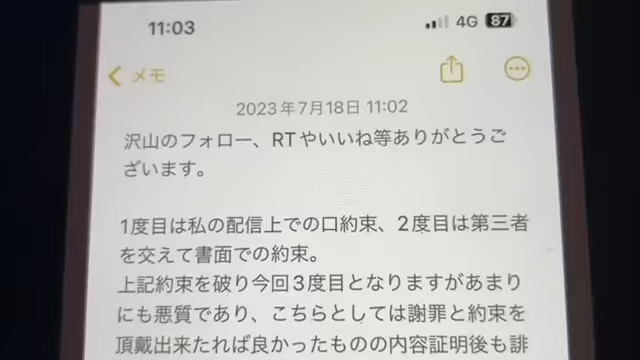 11:03
4G 87
メモ
2023年7月18日 11:02
沢山のフォロー、RTやいいね等ありがとうご
ざいます。
1度目は私の配信上での口約束、2度目は第三者
を交えて書面での約束。
上記約束を破り今回3度目となりますがあまり
にも悪質であり、こちらとしては謝罪と約束を
頂戴出来たれば良かったものの内容証明後も誹